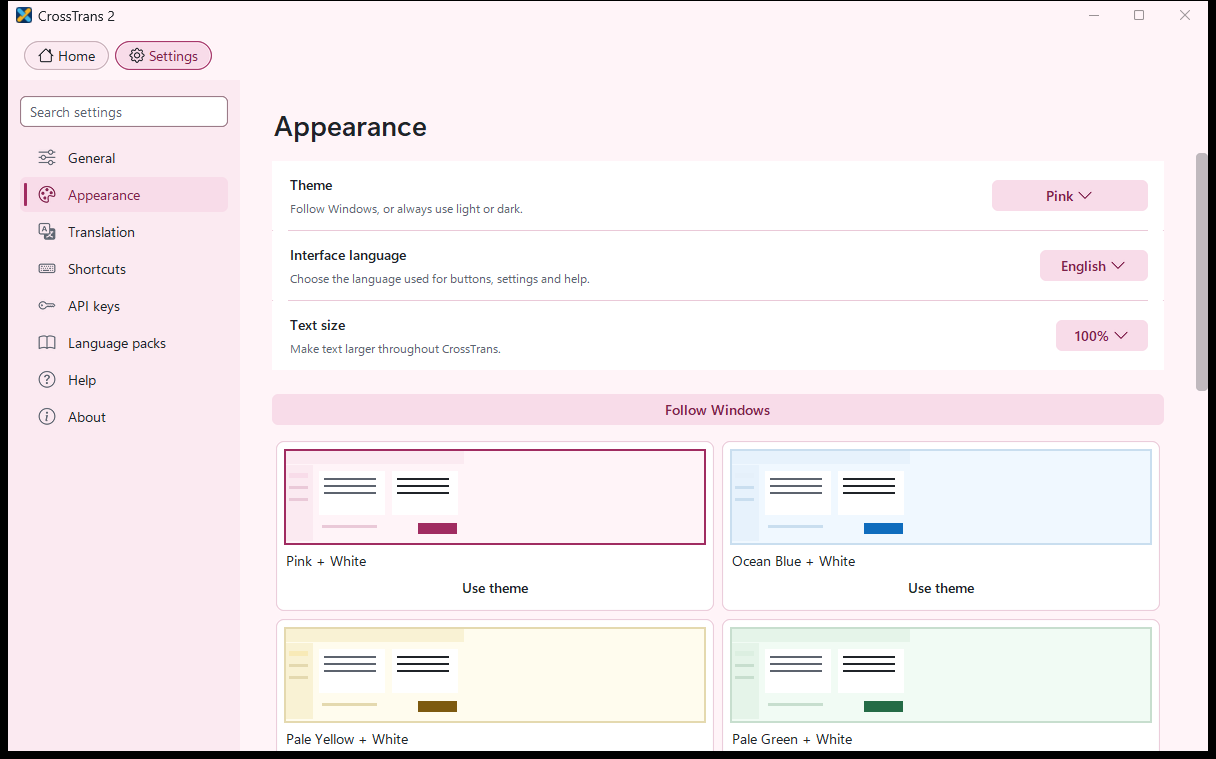 CrossTrans 2
Home
Settings
Search settings
General
Appearance
Translation
Shortcuts
API keys
Language packs
Help
About
Appearance
Theme
Follow Windows, or always use light or dark.
Pink
Interface language
Choose the language used for buttons, settings and help.
English
Text size
Make text larger throughout CrossTrans.
100%
Follow Windows
Pink + White
Use theme
Ocean Blue + White
Use theme
Pale Yellow + White
Pale Green + White